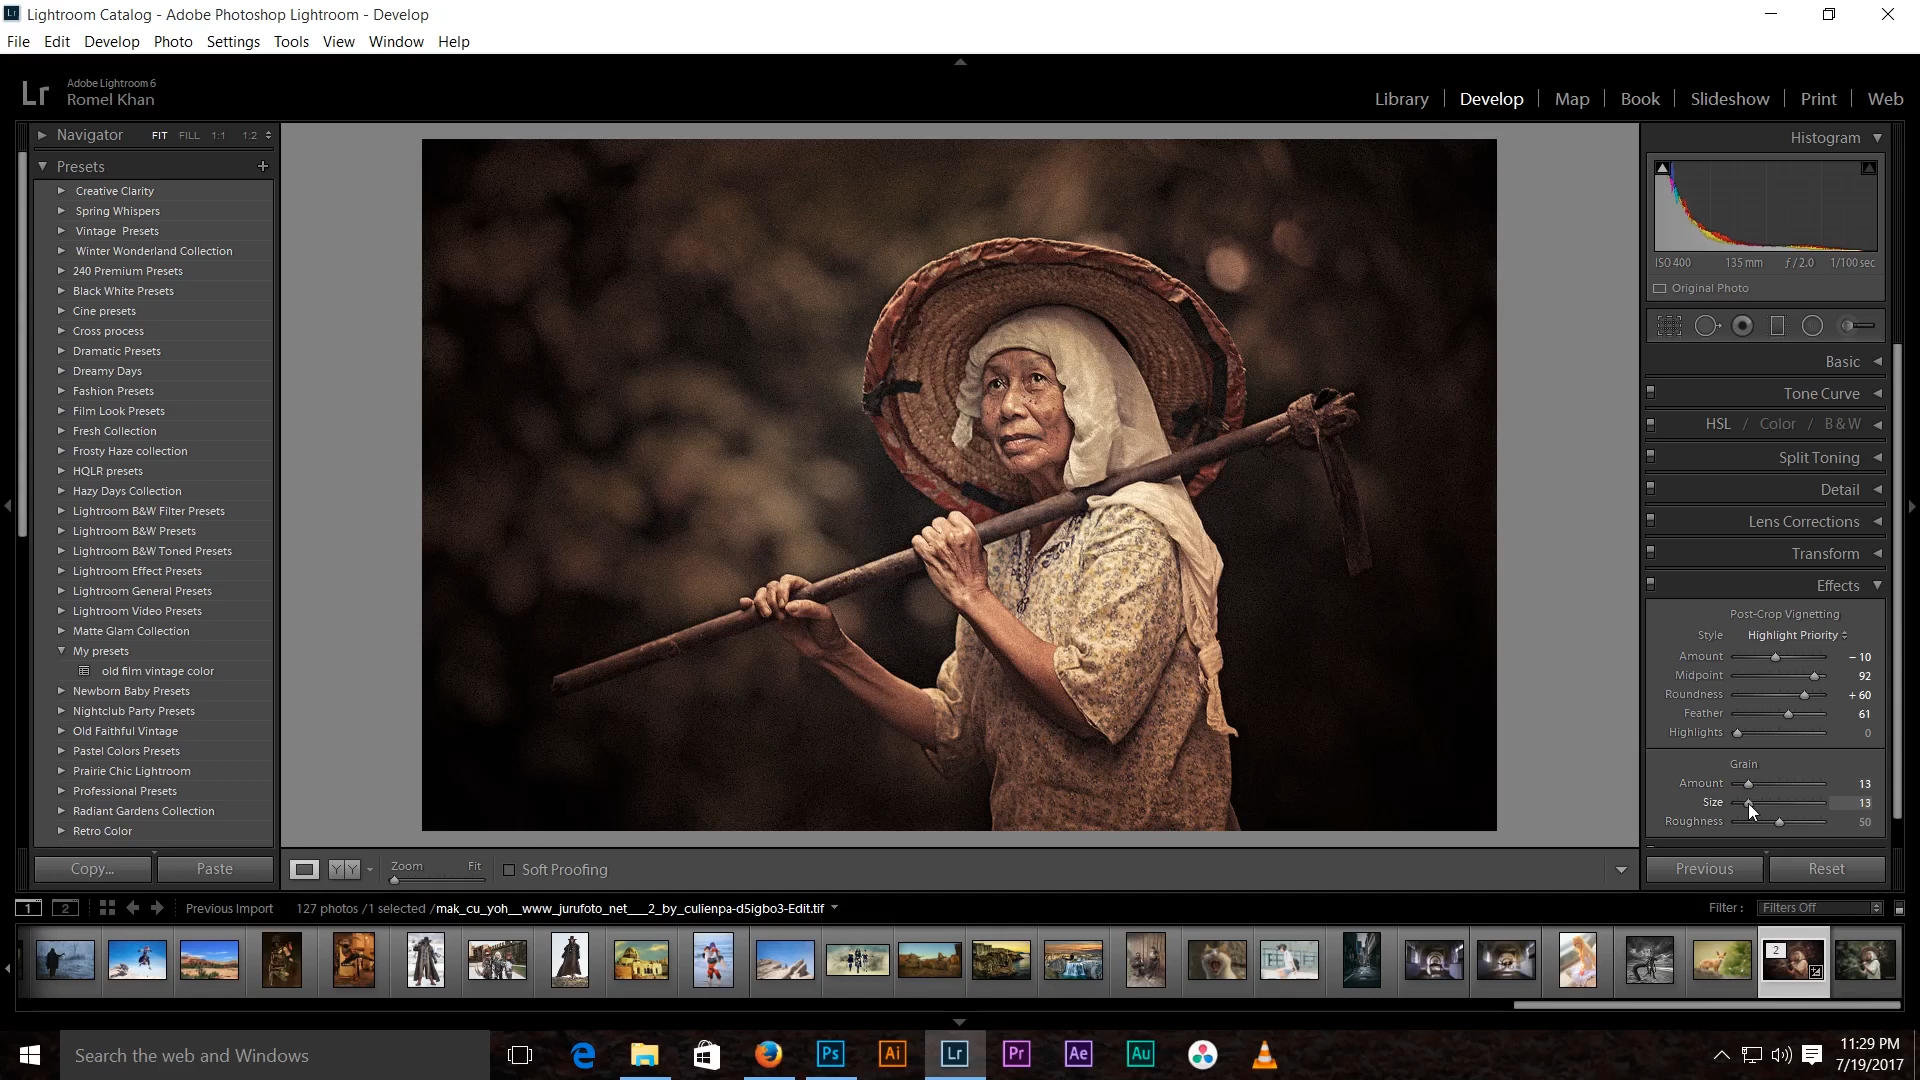 Lightroom Catalog - Adobe Photoshop Lightroom - Develop
File Edit Develop Photo Settings Tools View Window Help
Lr
Adobe Lightroom 6
Romel Khan
Library | Develop | Map | Book | Slideshow | Print | Web
Navigator FIT FILL 1:1 1:2
Presets +
Creative Clarity
Spring Whispers
Vintage Presets
Winter Wonderland Collection
240 Premium Presets
Black White Presets
Cine presets
Cross process
Dramatic Presets
Dreamy Days
Fashion Presets
Film Look Presets
Fresh Collection
Frosty Haze collection
HQLR presets
Hazy Days Collection
Lightroom B&W Filter Presets
Lightroom B&W Presets
Lightroom B&W Toned Presets
Lightroom Effect Presets
Lightroom General Presets
Lightroom Video Presets
Matte Glam Collection
My presets
old film vintage color
Newborn Baby Presets
Nightclub Party Presets
Old Faithful Vintage
Pastel Colors Presets
Prairie Chic Lightroom
Professional Presets
Radiant Gardens Collection
Retro Color
Copy... Paste
Histogram
ISO 400 135 mm ƒ / 2.0 1/100 sec
Original Photo
Basic
Tone Curve
HSL / Color / B & W
Split Toning
Detail
Lens Corrections
Transform
Effects
Post-Crop Vignetting
Style Highlight Priority
Amount – 10
Midpoint 92
Roundness + 60
Feather 61
Highlights 0
Grain
Amount 13
Size 13
Roughness 50
Previous Reset
Y Y Zoom Fit Soft Proofing
1 2 Previous Import 127 photos / 1 selected / mak_cu_yoh__www_jurufoto_net___2_by_culienpa-d5igbo3-Edit.tif Filter : Filters Off
2
Search the web and Windows
e Ps Ai Lr Pr Ae Au
11:29 PM
7/19/2017